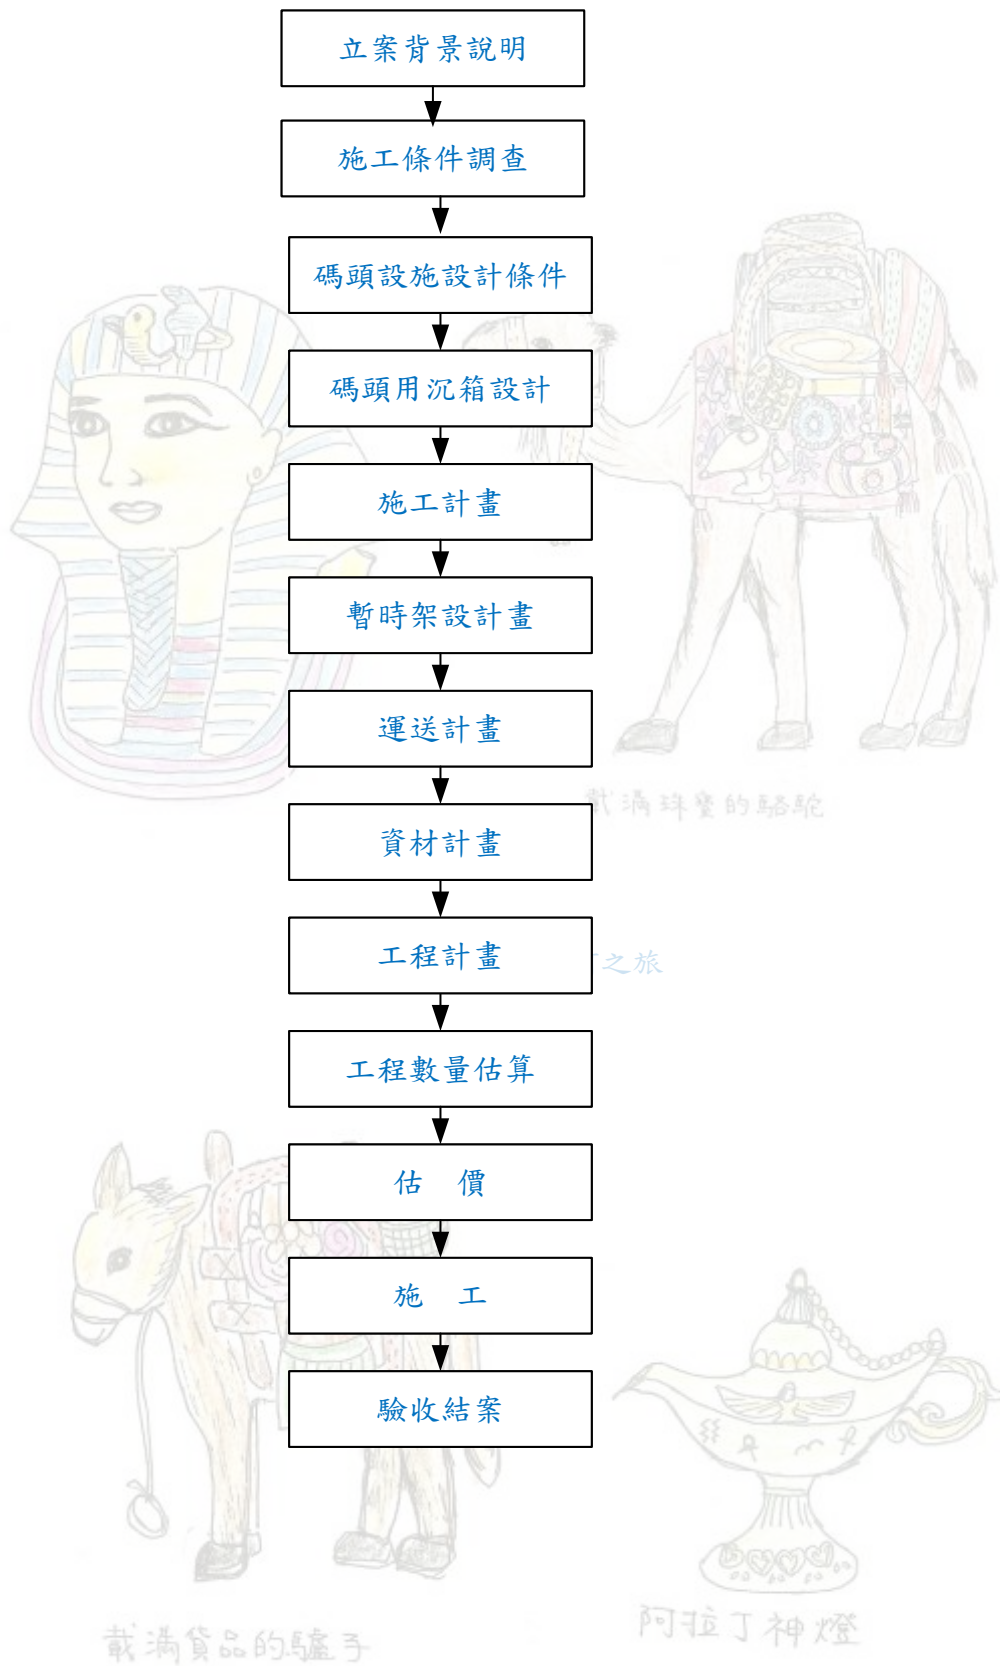 立案背景說明
施工條件調查
碼頭設施設計條件
碼頭用沉箱設計
施工計畫
暫時架設計畫
運送計畫
載滿珠寶的駱駝
資材計畫
工程計畫
之旅
工程數量估算
估　價
施　工
驗收結案
阿拉丁神燈
載滿貨品的驢子